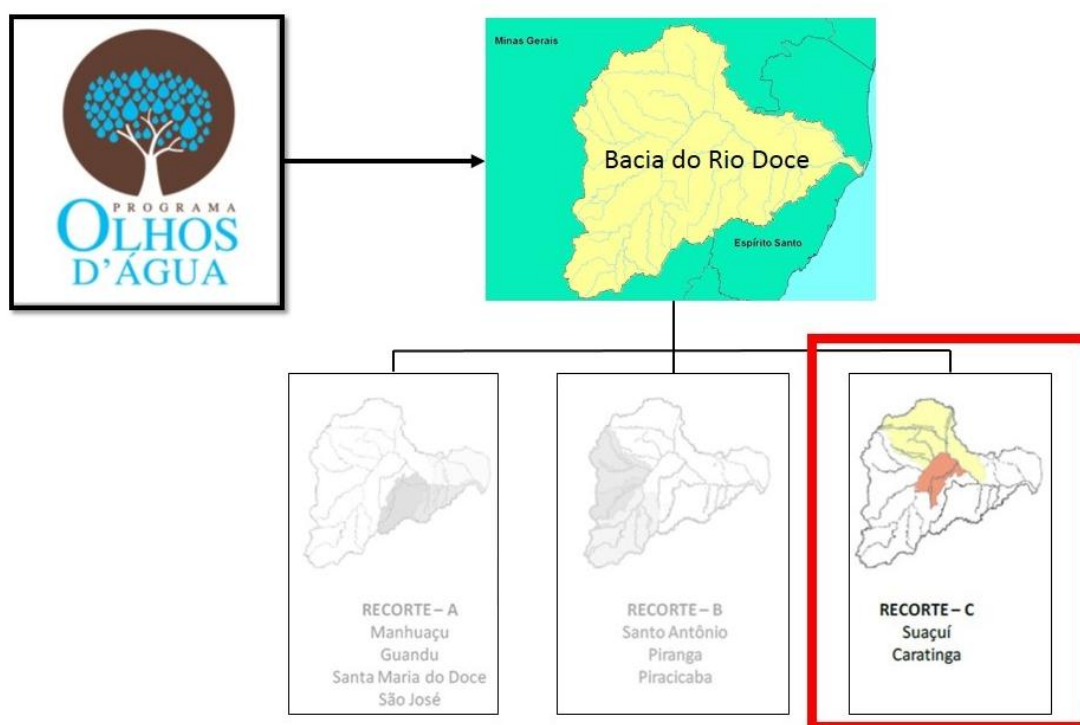 PROGRAMA
OLHOS
D'ÁGUA
Minas Gerais
Bacia do Rio Doce
Espírito Santo
RECORTE – A
Manhuaçu
Guandu
Santa Maria do Doce
São José
RECORTE – B
Santo Antônio
Piranga
Piracicaba
RECORTE – C
Suaçuí
Caratinga